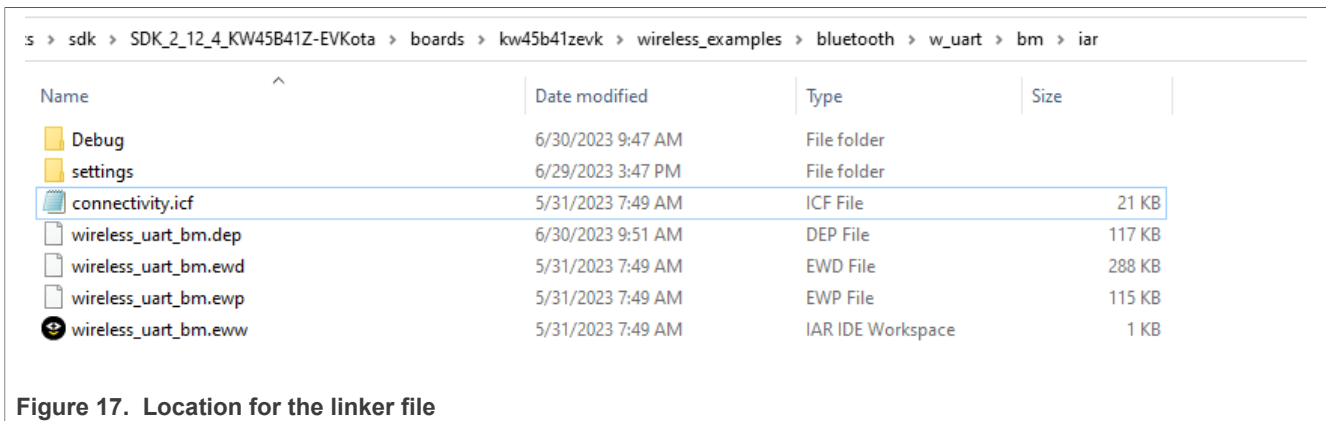 s > sdk > SDK_2_12_4_KW45B41Z-EVKota > boards > kw45b41zevk > wireless_examples > bluetooth > w_uart > bm > iar
Name Date modified Type Size
Debug 6/30/2023 9:47 AM File folder
settings 6/29/2023 3:47 PM File folder
connectivity.icf 5/31/2023 7:49 AM ICF File 21 KB
wireless_uart_bm.dep 6/30/2023 9:51 AM DEP File 117 KB
wireless_uart_bm.ewd 5/31/2023 7:49 AM EWD File 288 KB
wireless_uart_bm.ewp 5/31/2023 7:49 AM EWP File 115 KB
wireless_uart_bm.eww 5/31/2023 7:49 AM IAR IDE Workspace 1 KB
Figure 17. Location for the linker file